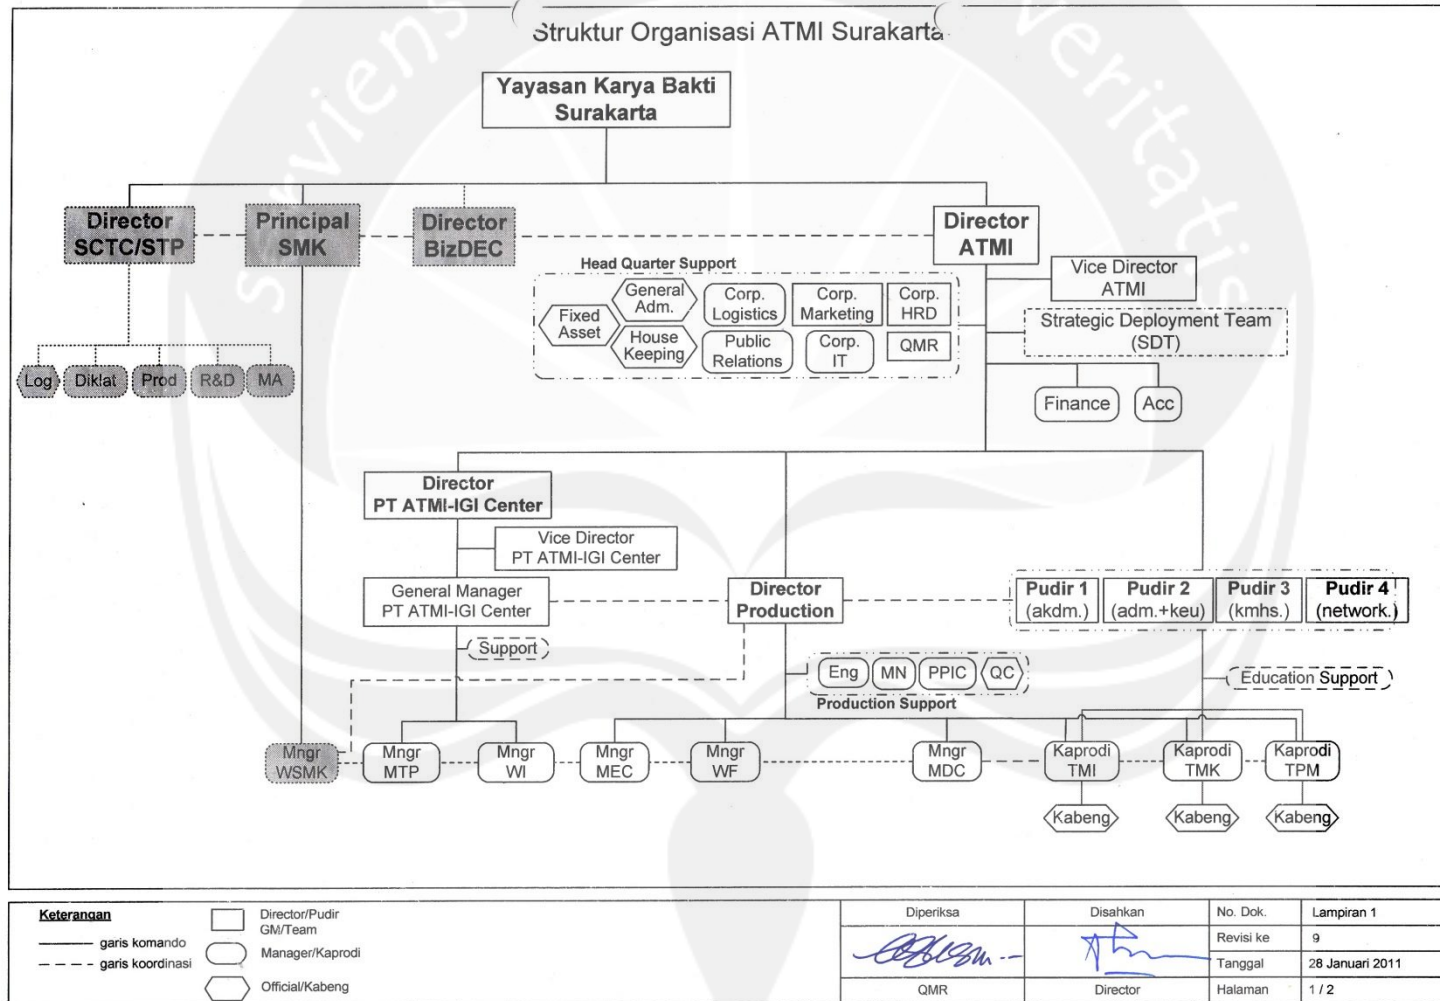 serviens
veritatis
Struktur Organisasi ATMI Surakarta
Yayasan Karya Bakti
Surakarta
Director
SCTC/STP
Principal
SMK
Director
BizDEC
Director
ATMI
Head Quarter Support
Fixed
Asset
General
Adm.
House
Keeping
Corp.
Logistics
Public
Relations
Corp.
Marketing
Corp.
IT
Corp.
HRD
QMR
Vice Director
ATMI
Strategic Deployment Team
(SDT)
Finance
Acc
Log
Diklat
Prod
R&D
MA
Director
PT ATMI-IGI Center
Vice Director
PT ATMI-IGI Center
General Manager
PT ATMI-IGI Center
Support
Director
Production
Pudir 1
(akdm.)
Pudir 2
(adm.+keu)
Pudir 3
(kmhs.)
Pudir 4
(network.)
Eng
MN
PPIC
QC
Production Support
Education Support
Mngr
WSMK
Mngr
MTP
Mngr
WI
Mngr
MEC
Mngr
WF
Mngr
MDC
Kaprodi
TMI
Kaprodi
TMK
Kaprodi
TPM
Kabeng
Kabeng
Kabeng
Keterangan
garis komando
garis koordinasi
Director/Pudir
GM/Team
Manager/Kaprodi
Official/Kabeng
Diperiksa
QMR
Disahkan
Director
No. Dok. Lampiran 1
Revisi ke 9
Tanggal 28 Januari 2011
Halaman 1 / 2